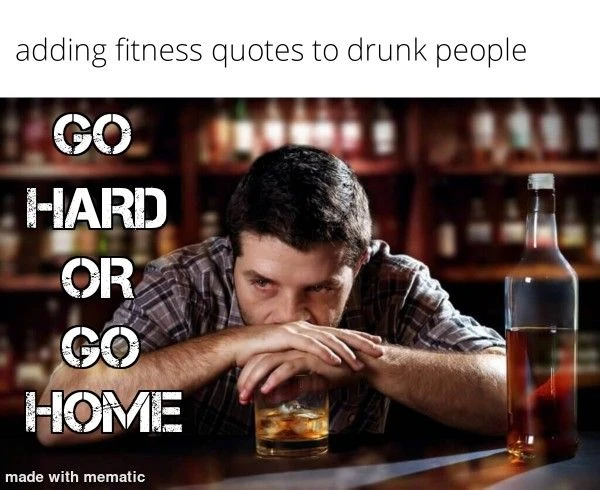 adding fitness quotes to drunk people
GO
HARD
OR
GO
HOME
made with mematic